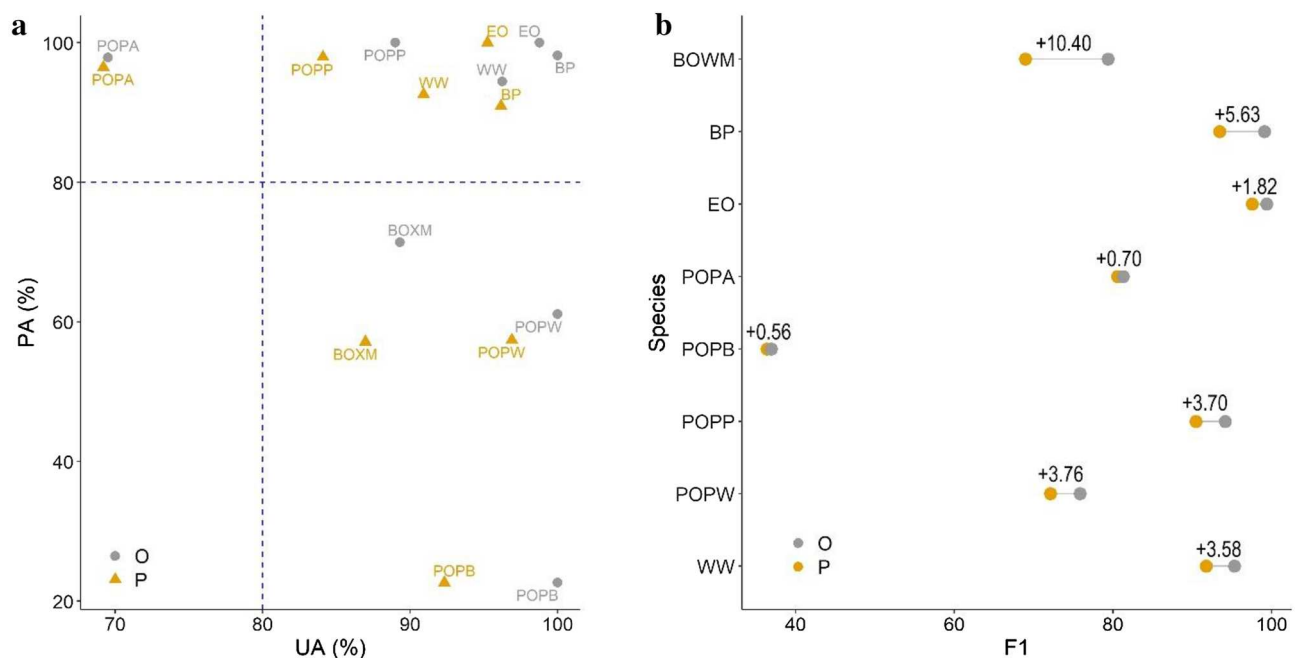 a
100
80
60
40
20
PA (%)
POPA
POPA
POPP
POPP
EO
EO
BP
WW
WW
BP
BOXM
BOXM
POPW
POPW
POPB
POPB
O
P
70
80
90
100
UA (%)
b
Species
BOWM
+10.40
BP
+5.63
EO
+1.82
POPA
+0.70
POPB
+0.56
POPP
+3.70
POPW
+3.76
WW
+3.58
O
P
40
60
80
100
F1